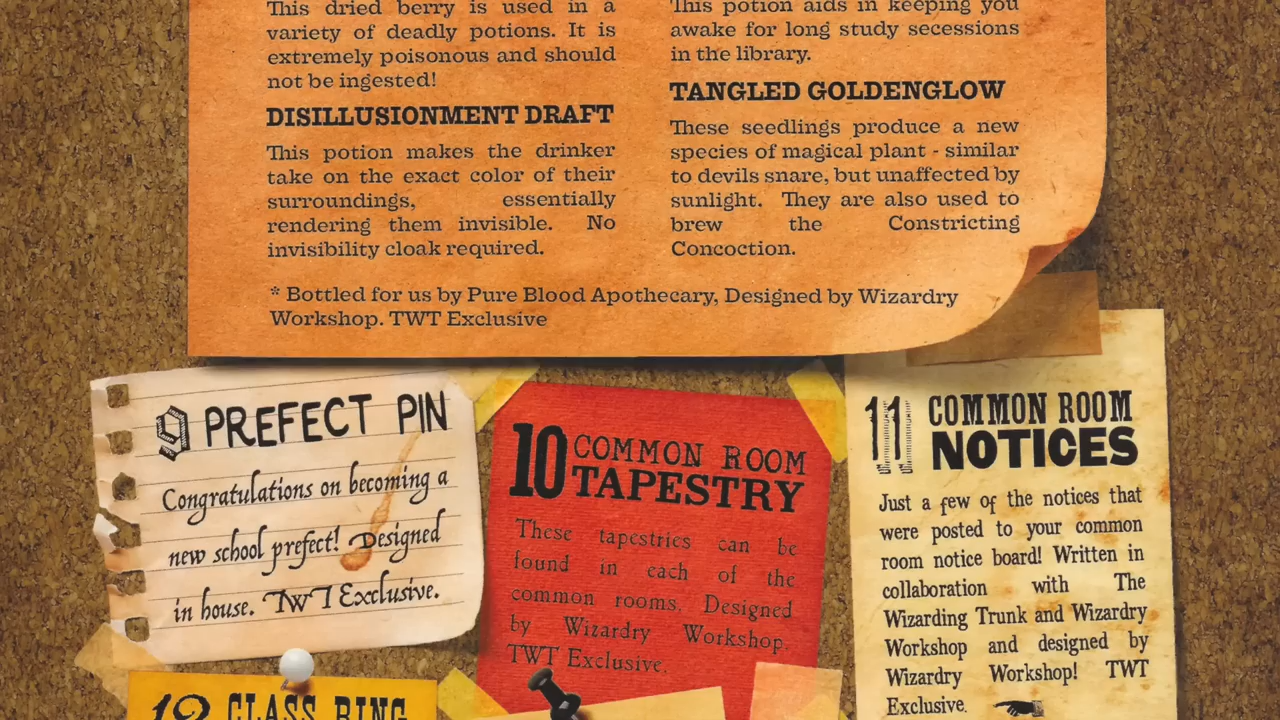 This dried berry is used in a
variety of deadly potions. It is
extremely poisonous and should
not be ingested!
DISILLUSIONMENT DRAFT
This potion makes the drinker
take on the exact color of their
surroundings, essentially
rendering them invisible. No
invisibility cloak required.
This potion aids in keeping you
awake for long study secessions
in the library.
TANGLED GOLDENGLOW
These seedlings produce a new
species of magical plant - similar
to devils snare, but unaffected by
sunlight. They are also used to
brew the Constricting
Concoction.
* Bottled for us by Pure Blood Apothecary, Designed by Wizardry
Workshop. TWT Exclusive
9 PREFECT PIN
Congratulations on becoming a
new school prefect! Designed
in house. TWT Exclusive.
10 COMMON ROOM
TAPESTRY
These tapestries can be
found in each of the
common rooms. Designed
by Wizardry Workshop.
TWT Exclusive.
11 COMMON ROOM
NOTICES
Just a few of the notices that
were posted to your common
room notice board! Written in
collaboration with The
Wizarding Trunk and Wizardry
Workshop and designed by
Wizardry Workshop! TWT
Exclusive.
12 CLASS RING